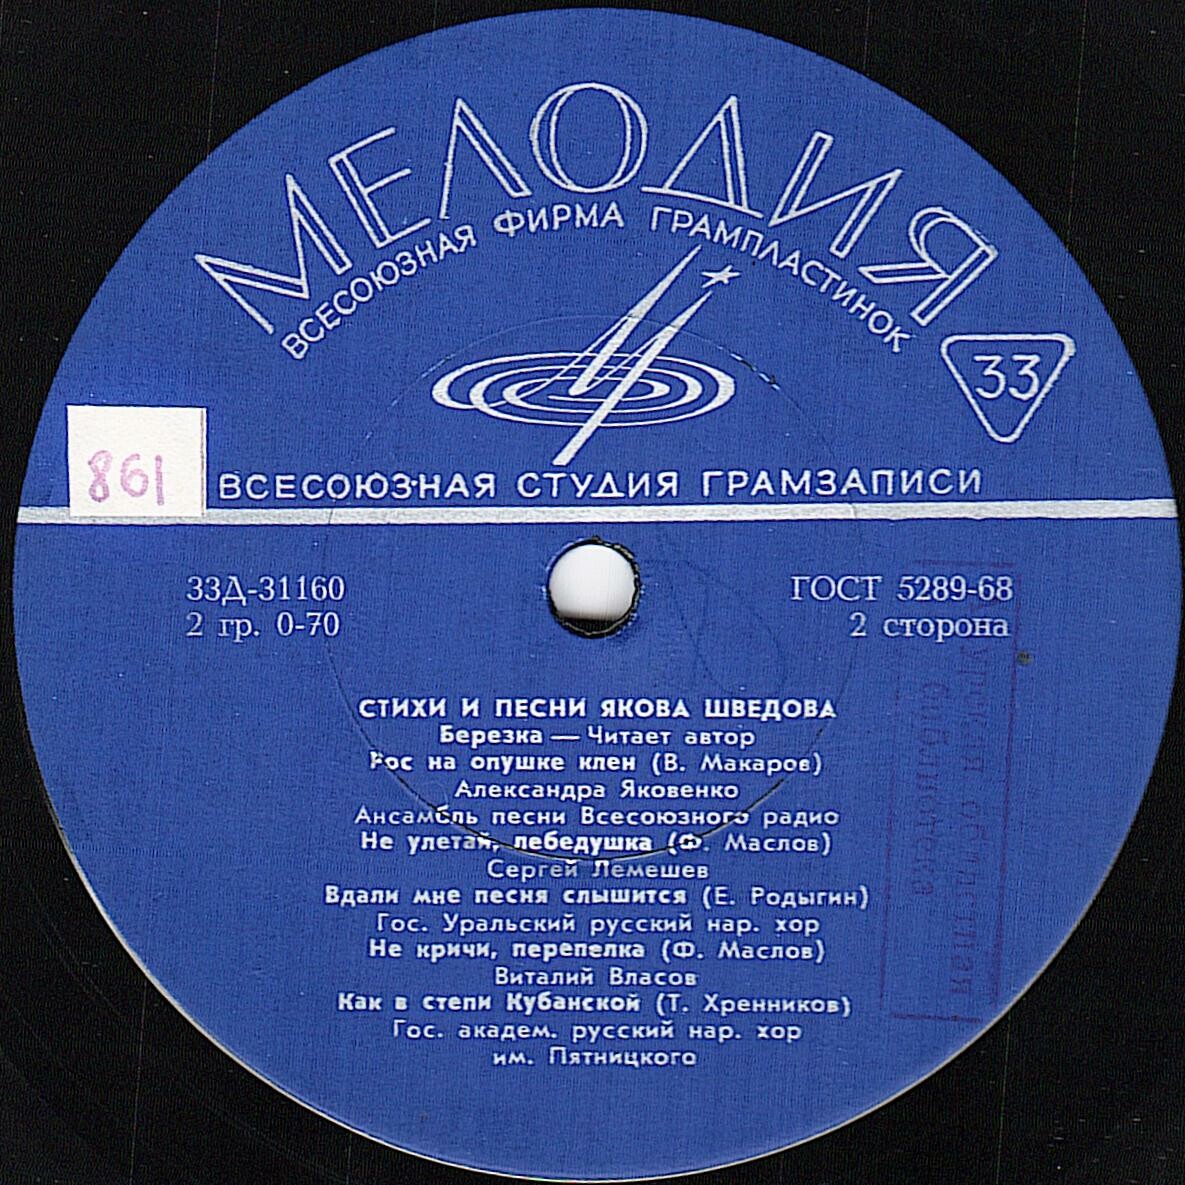 МЕЛОДИЯ
ВСЕСОЮЗНАЯ ФИРМА ГРАМПЛАСТИНОК
33
861
ВСЕСОЮЗНАЯ СТУДИЯ ГРАМЗАПИСИ
33Д-31160
ГОСТ 5289-68
2 гр. 0-70
2 сторона
СТИХИ И ПЕСНИ ЯКОВА ШВЕДОВА
Березка — Читает автор
Рос на опушке клен (В. Макаров)
Александра Яковенко
Ансамбль песни Всесоюзного радио
Не улетай, лебедушка (Ф. Маслов)
Сергей Лемешев
Вдали мне песня слышится (Е. Родыгин)
Гос. Уральский русский нар. хор
Не кричи, перепелка (Ф. Маслов)
Виталий Власов
Как в степи Кубанской (Т. Хренников)
Гос. академ. русский нар. хор
им. Пятницкого
библиотека